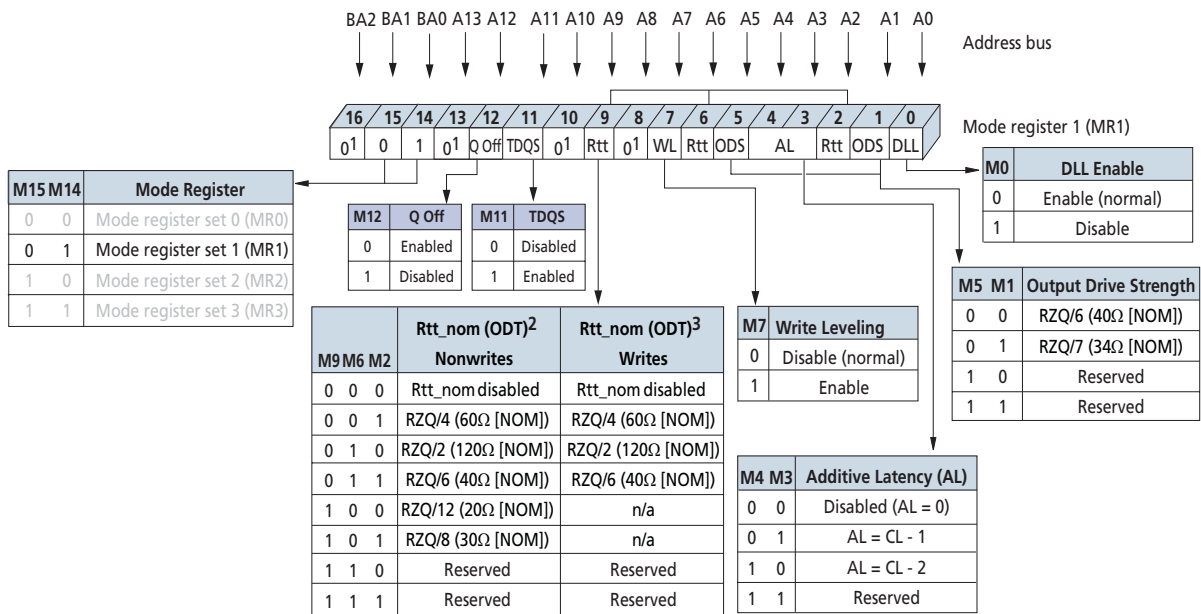 BA2 BA1 BA0 A13 A12 A11 A10 A9 A8 A7 A6 A5 A4 A3 A2 A1 A0
Address bus
16 15 14 13 12 11 10 9 8 7 6 5 4 3 2 1 0
Mode register 1 (MR1)
0¹ 0 1 0¹ Q Off TDQS 0¹ Rtt 0¹ WL Rtt ODS AL Rtt ODS DLL
M15 M14 Mode Register
0 0 Mode register set 0 (MR0)
0 1 Mode register set 1 (MR1)
1 0 Mode register set 2 (MR2)
1 1 Mode register set 3 (MR3)
M12 Q Off
0 Enabled
1 Disabled
M11 TDQS
0 Disabled
1 Enabled
M0 DLL Enable
0 Enable (normal)
1 Disable
M5 M1 Output Drive Strength
0 0 RZQ/6 (40Ω [NOM])
0 1 RZQ/7 (34Ω [NOM])
1 0 Reserved
1 1 Reserved
Rtt_nom (ODT)² Rtt_nom (ODT)³
M9 M6 M2 Nonwrites Writes
0 0 0 Rtt_nom disabled Rtt_nom disabled
0 0 1 RZQ/4 (60Ω [NOM]) RZQ/4 (60Ω [NOM])
0 1 0 RZQ/2 (120Ω [NOM]) RZQ/2 (120Ω [NOM])
0 1 1 RZQ/6 (40Ω [NOM]) RZQ/6 (40Ω [NOM])
1 0 0 RZQ/12 (20Ω [NOM]) n/a
1 0 1 RZQ/8 (30Ω [NOM]) n/a
1 1 0 Reserved Reserved
1 1 1 Reserved Reserved
M7 Write Leveling
0 Disable (normal)
1 Enable
M4 M3 Additive Latency (AL)
0 0 Disabled (AL = 0)
0 1 AL = CL - 1
1 0 AL = CL - 2
1 1 Reserved